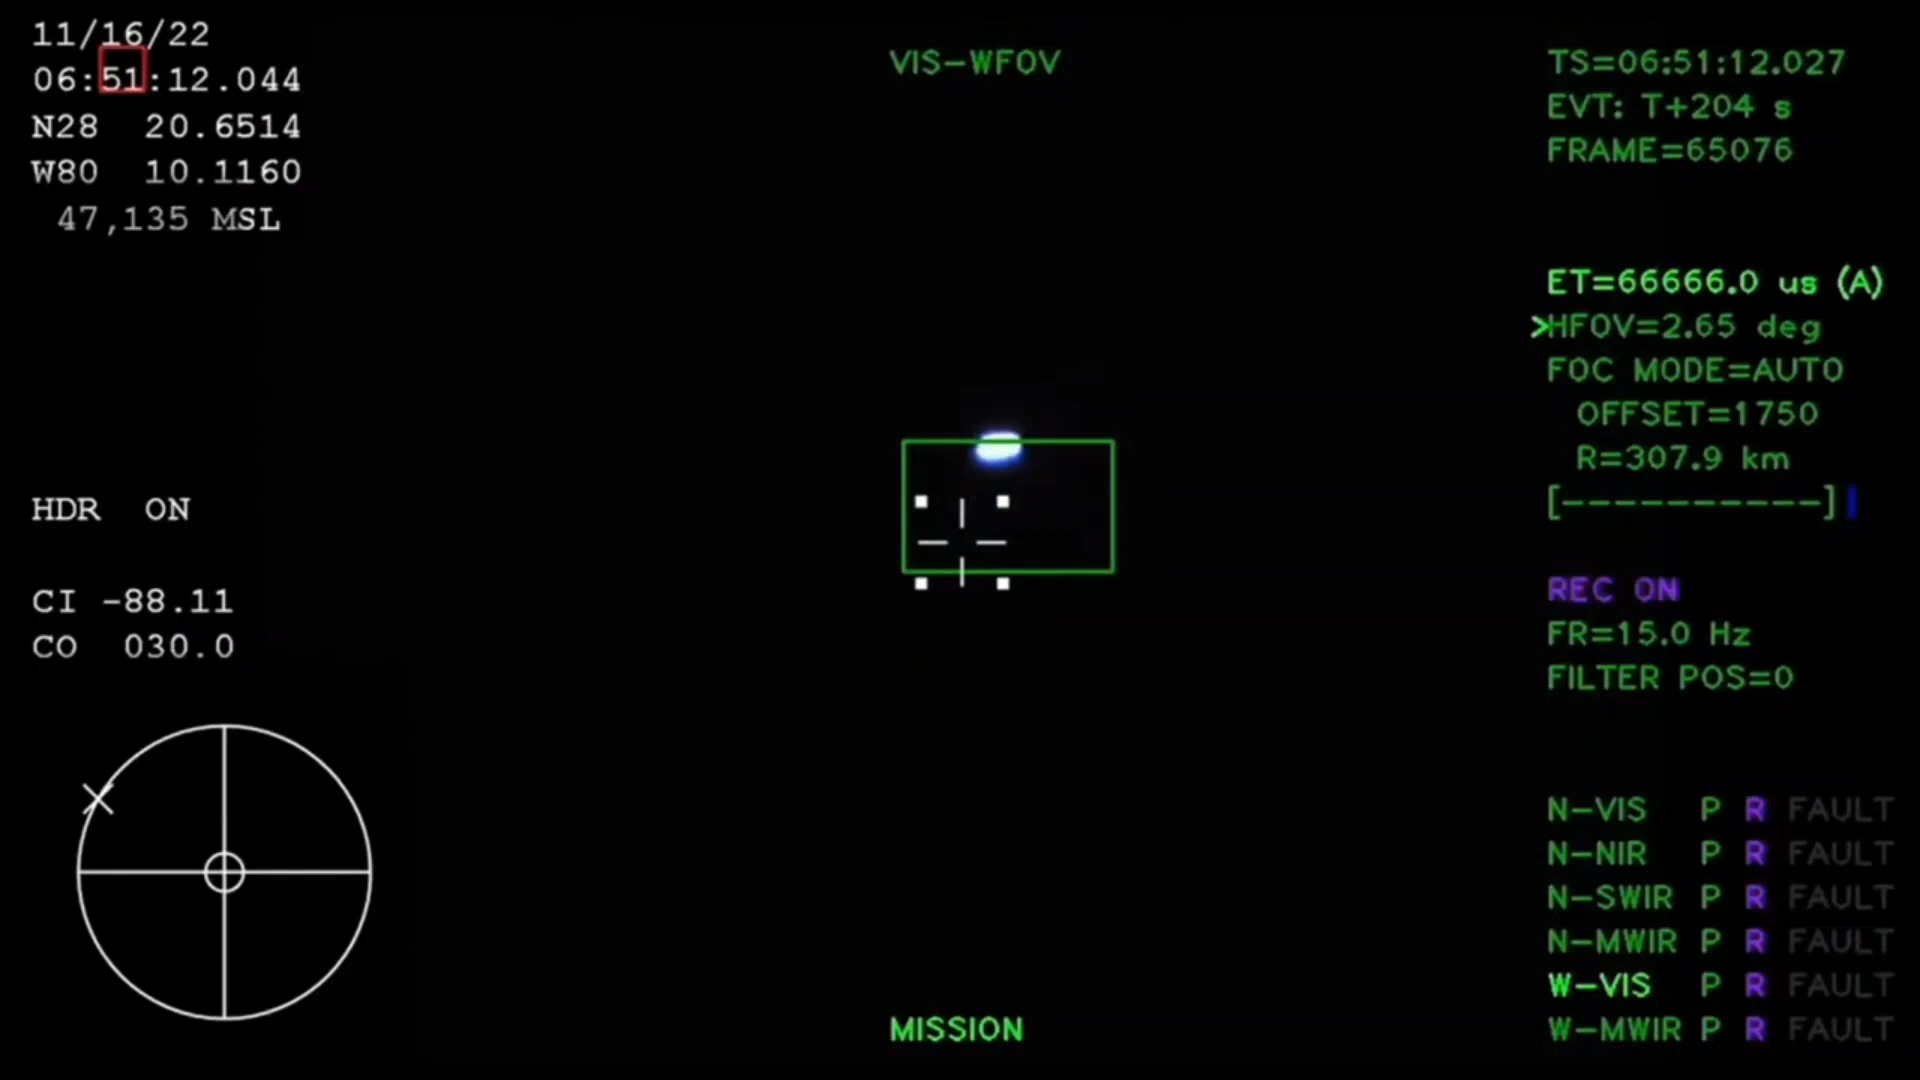 11/16/22
06:51:12.044
N28 20.6514
W80 10.1160
47,135 MSL
HDR ON
CI -88.11
CO 030.0
VIS-WFOV
MISSION
TS=06:51:12.027
EVT: T+204 s
FRAME=65076
ET=66666.0 us (A)
>HFOV=2.65 deg
FOC MODE=AUTO
OFFSET=1750
R=307.9 km
[----------]
REC ON
FR=15.0 Hz
FILTER POS=0
N-VIS P R FAULT
N-NIR P R FAULT
N-SWIR P R FAULT
N-MWIR P R FAULT
W-VIS P R FAULT
W-MWIR P R FAULT